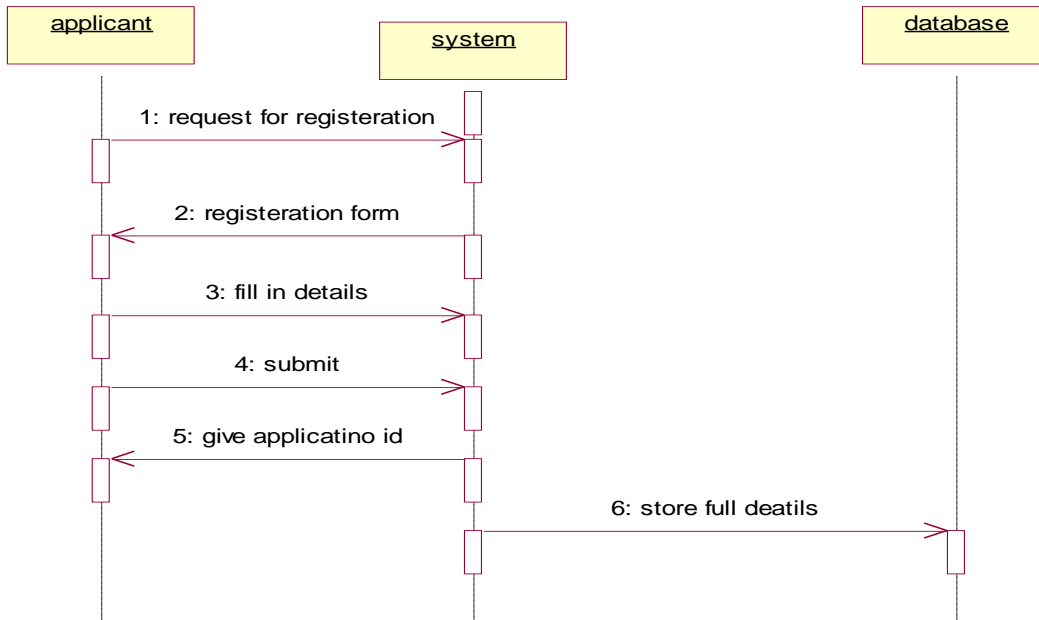 applicant
system
database
1: request for registeration
2: registeration form
3: fill in details
4: submit
5: give applicatino id
6: store full deatils